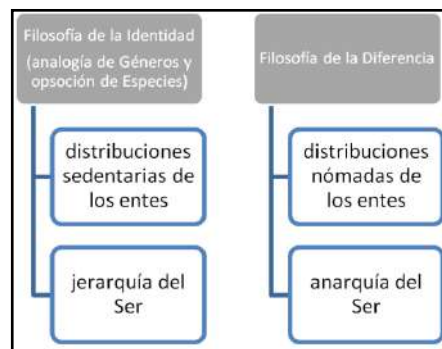 Filosofía de la Identidad
(analogía de Géneros y
opsoción de Especies)
distribuciones
sedentarias de
los entes
jerarquía del
Ser
Filosofía de la Diferencia
distribuciones
nómadas de
los entes
anarquía del
Ser